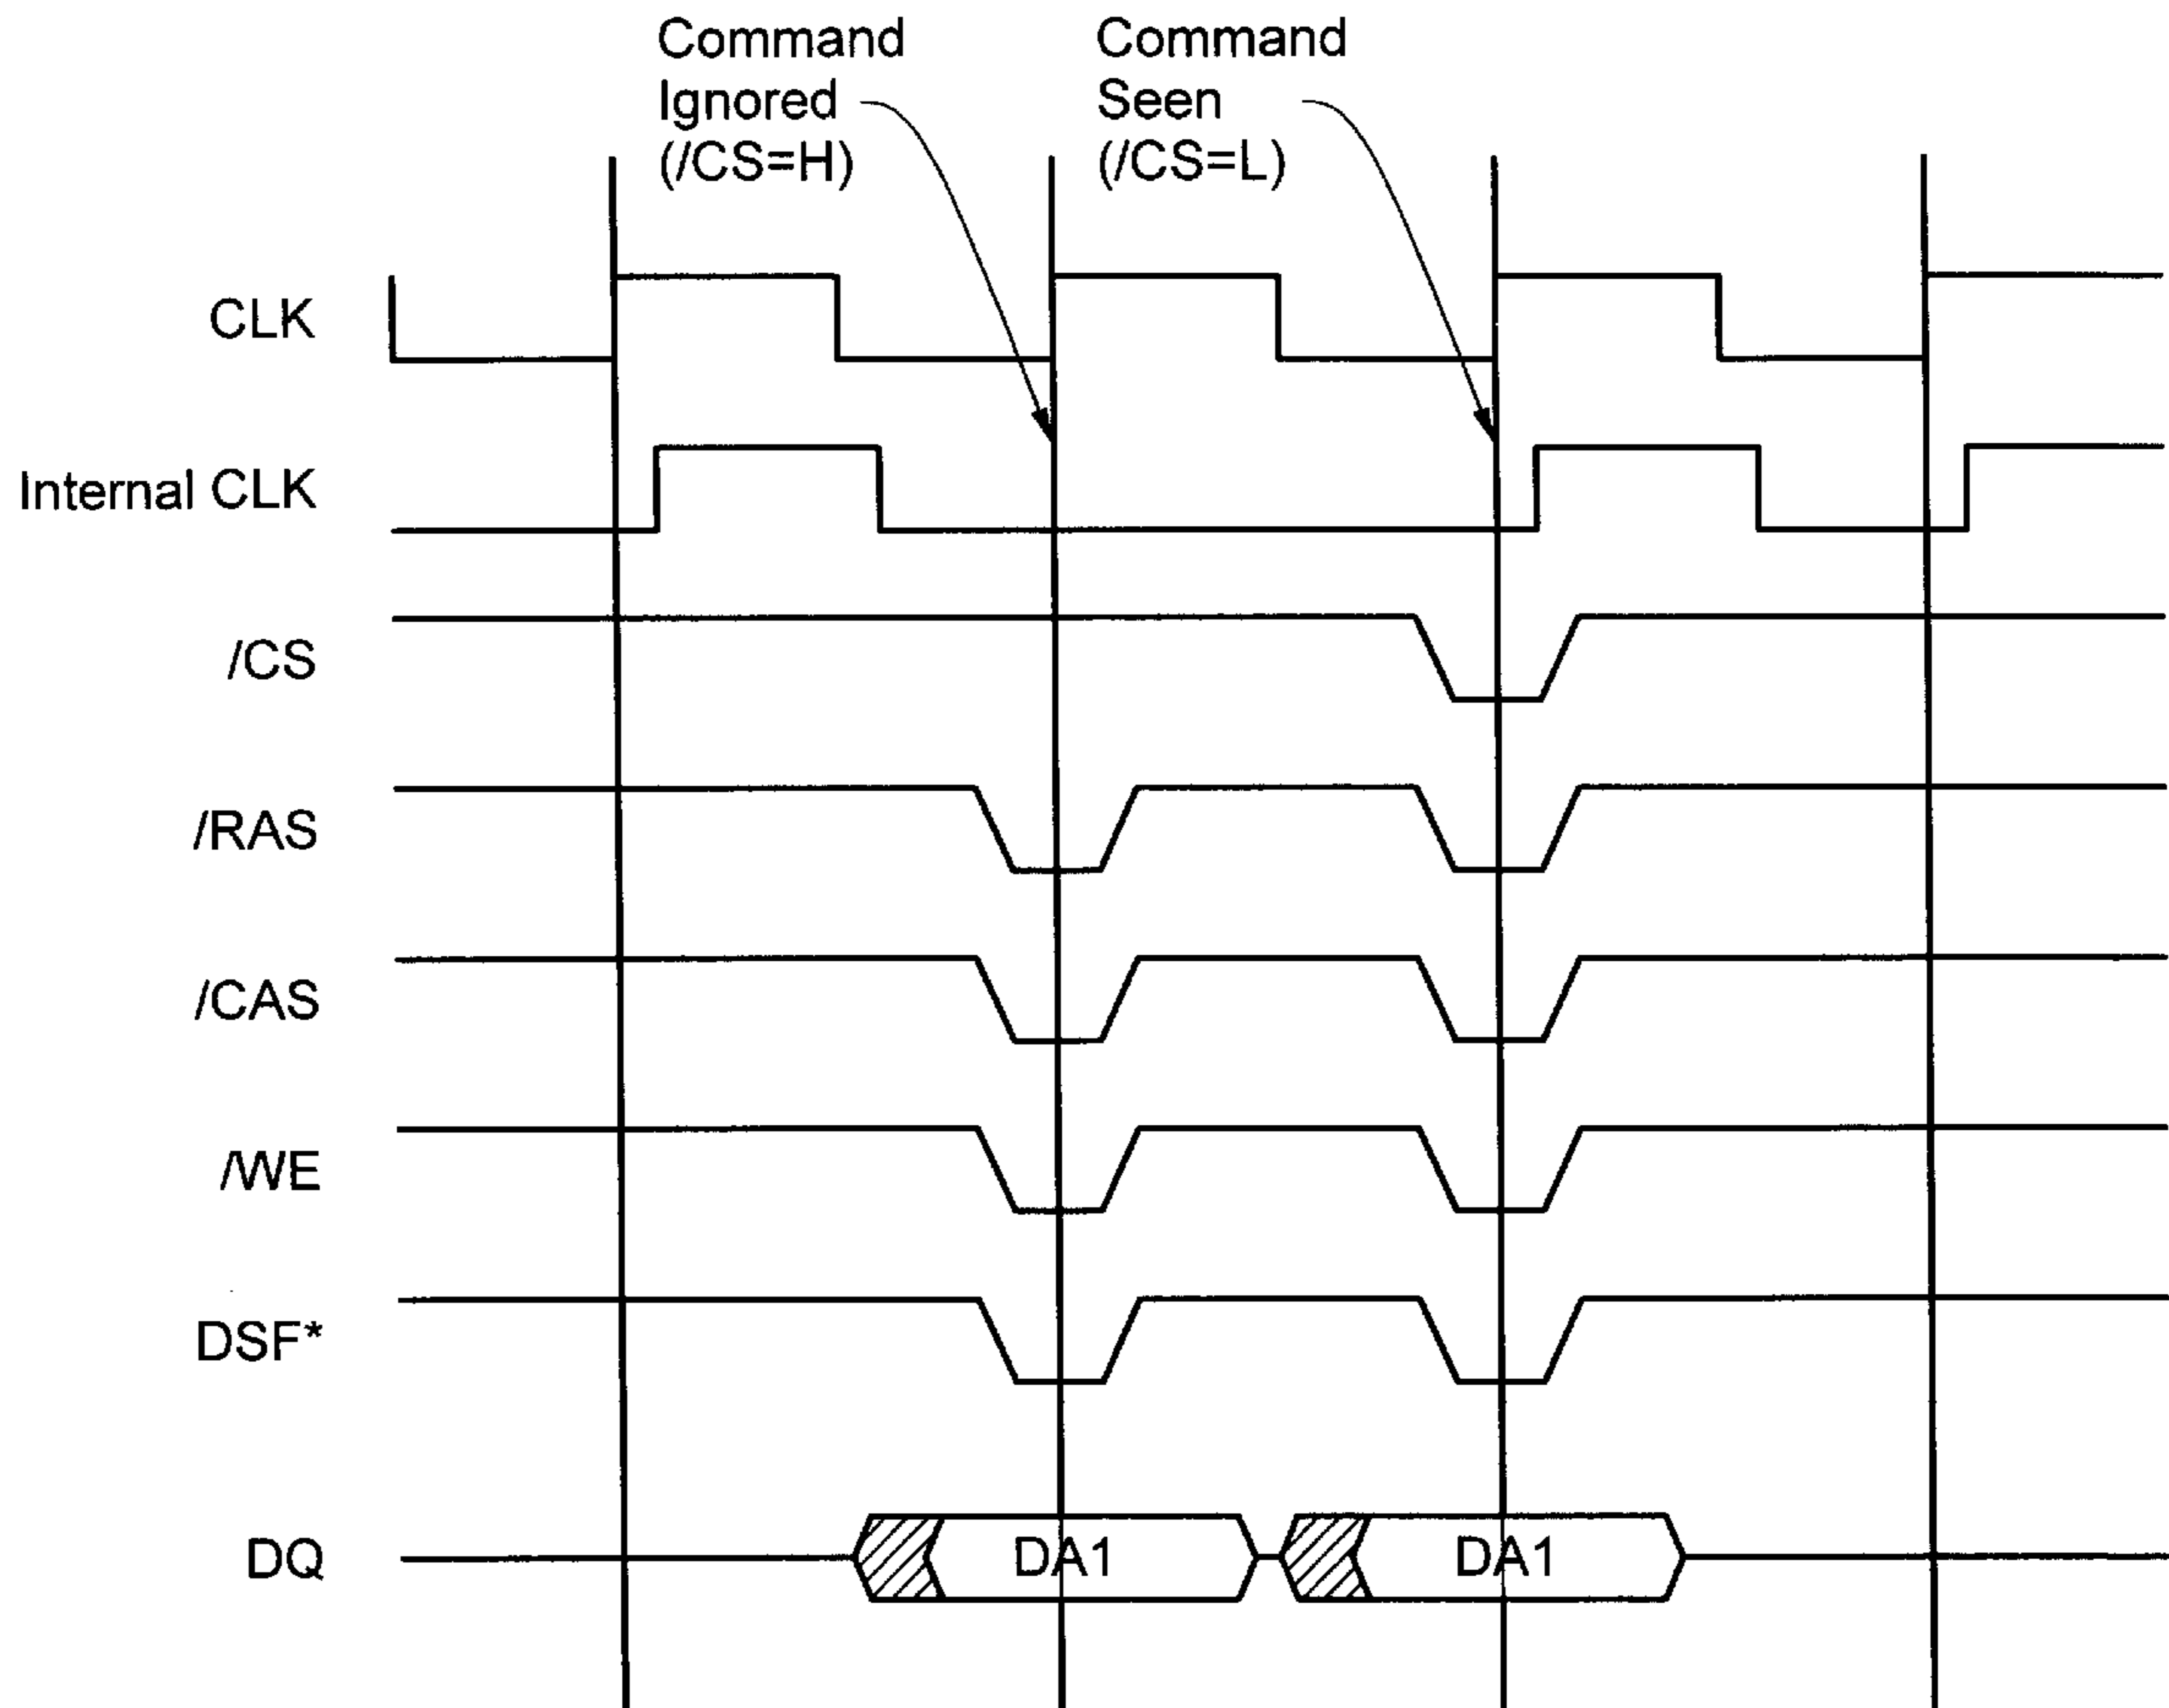 Command
Ignored
(/CS=H)
Command
Seen
(/CS=L)
CLK
Internal CLK
/CS
/RAS
/CAS
/WE
DSF*
DQ
DA1
DA1